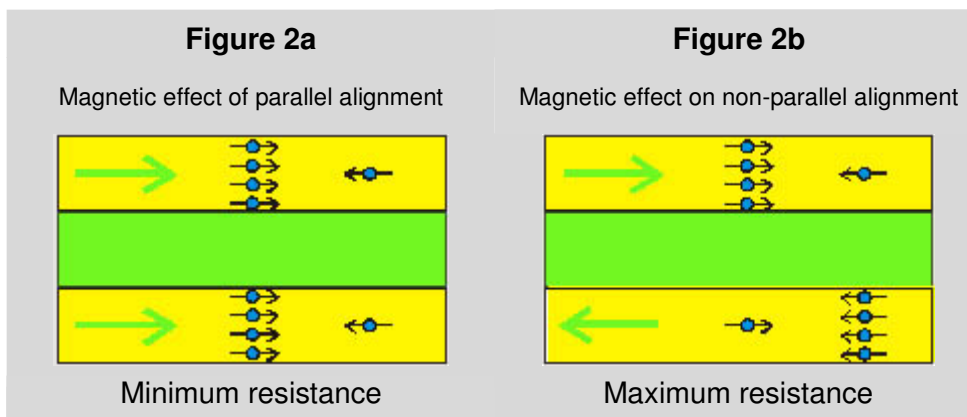 Figure 2a
Magnetic effect of parallel alignment
Minimum resistance
Figure 2b
Magnetic effect on non-parallel alignment
Maximum resistance